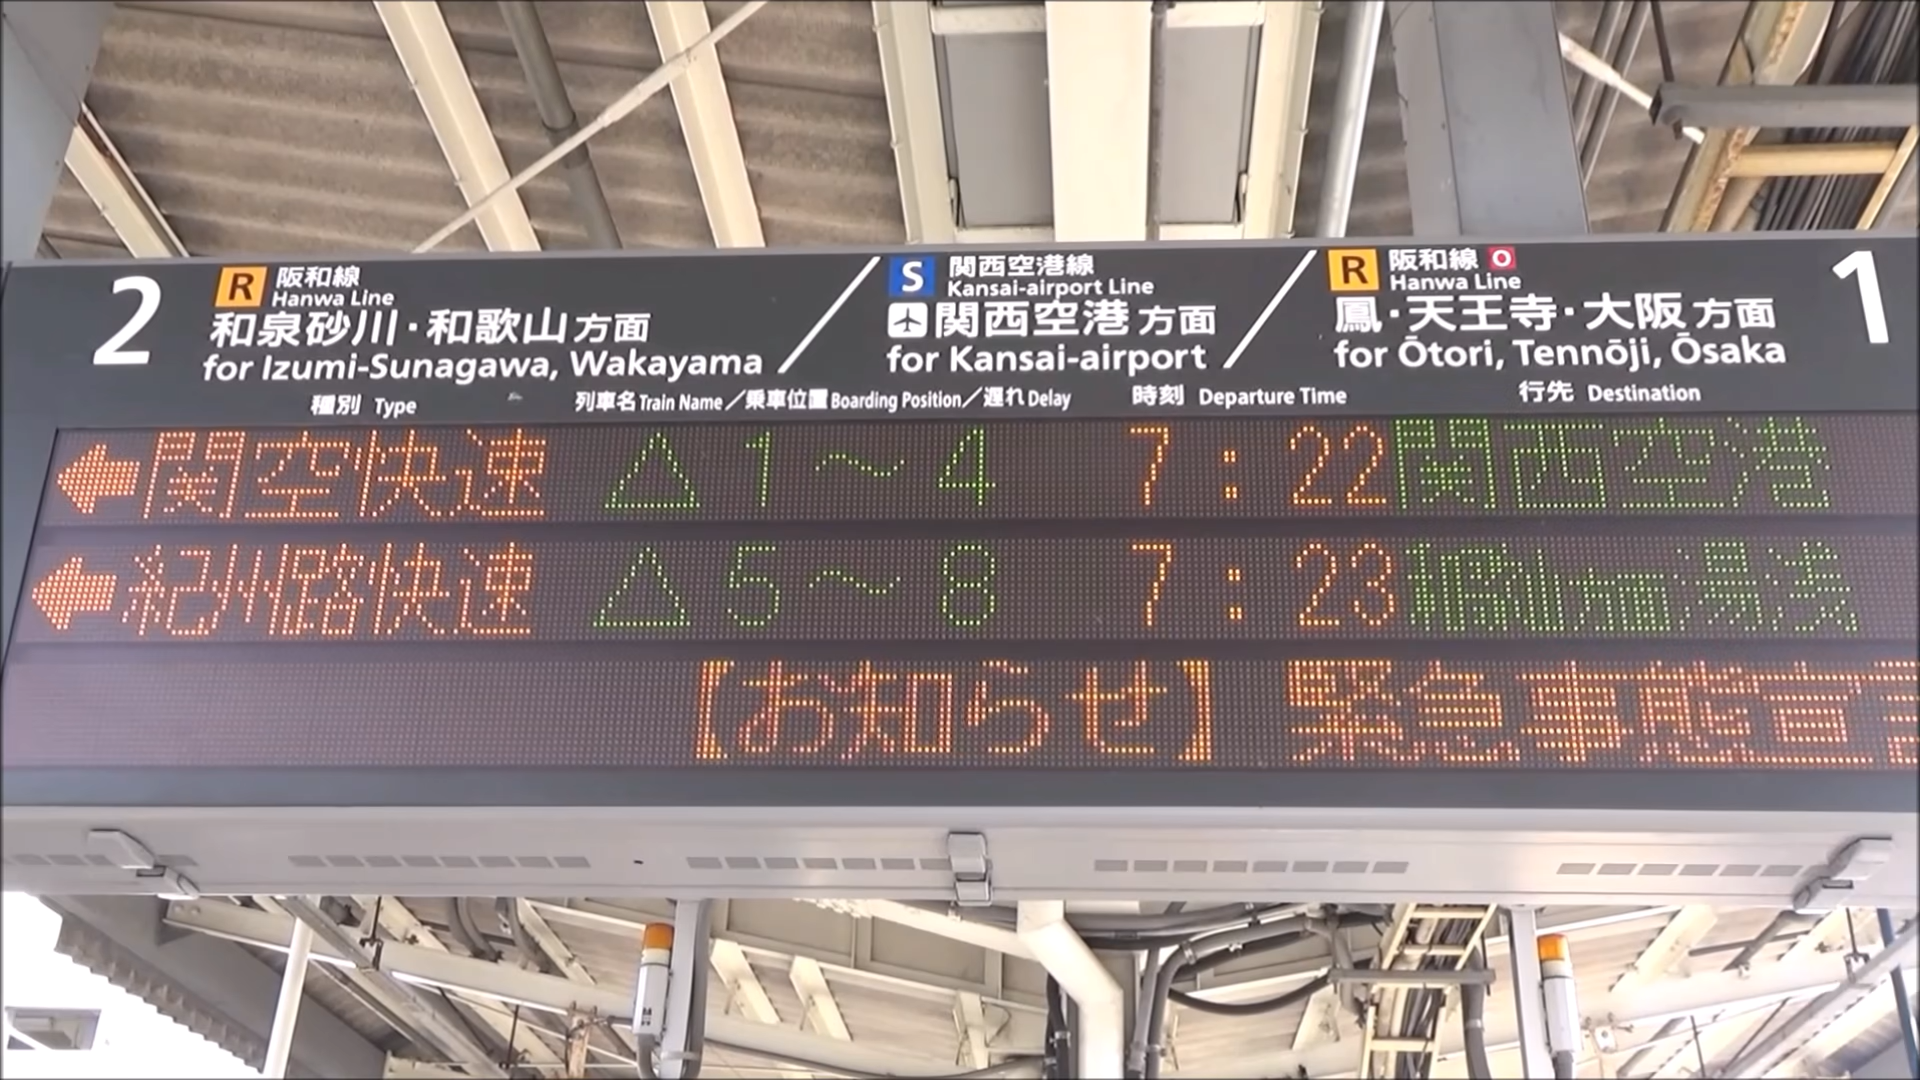 2
R 阪和線
Hanwa Line
和泉砂川・和歌山方面
for Izumi-Sunagawa, Wakayama
S 関西空港線
Kansai-airport Line
関西空港方面
for Kansai-airport
R 阪和線 O
Hanwa Line
鳳・天王寺・大阪方面
for Ōtori, Tennōji, Ōsaka
1
種別 Type 列車名 Train Name／乗車位置 Boarding Position／遅れ Delay 時刻 Departure Time 行先 Destination
←関空快速 △1～4 7:22 関西空港
←紀州路快速 △5～8 7:23 和歌山方面湯浅
【お知らせ】 緊急事態宣言